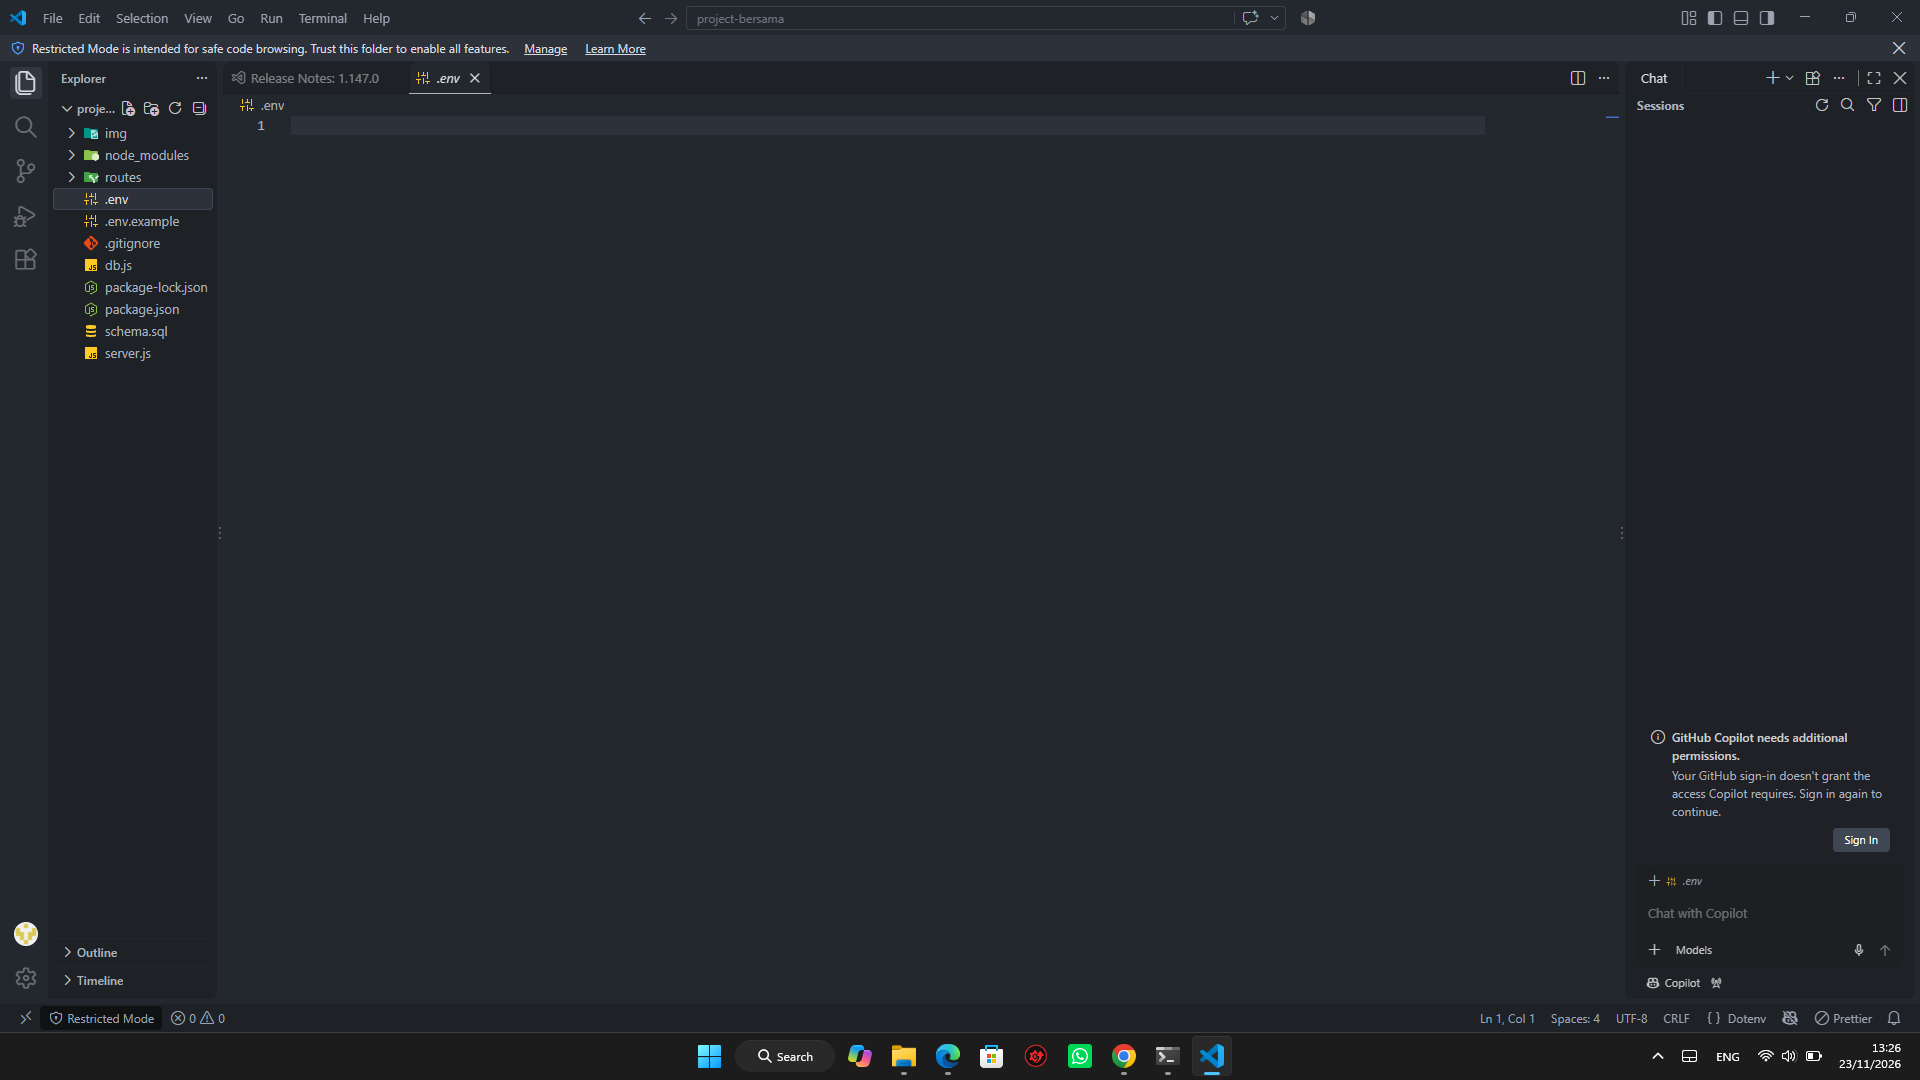 File Edit Selection View Go Run Terminal Help
project-bersama
Restricted Mode is intended for safe code browsing. Trust this folder to enable all features. Manage Learn More
Explorer
Release Notes: 1.147.0
.env
Chat
proje...
.env
Sessions
1
img
node_modules
routes
.env
.env.example
.gitignore
db.js
package-lock.json
package.json
schema.sql
server.js
GitHub Copilot needs additional
permissions.
Your GitHub sign-in doesn't grant the
access Copilot requires. Sign in again to
continue.
Sign In
.env
Chat with Copilot
Models
Copilot
Outline
Timeline
Restricted Mode 0 0
Ln 1, Col 1 Spaces: 4 UTF-8 CRLF { } Dotenv Prettier
Search
ENG
13:26
23/11/2026